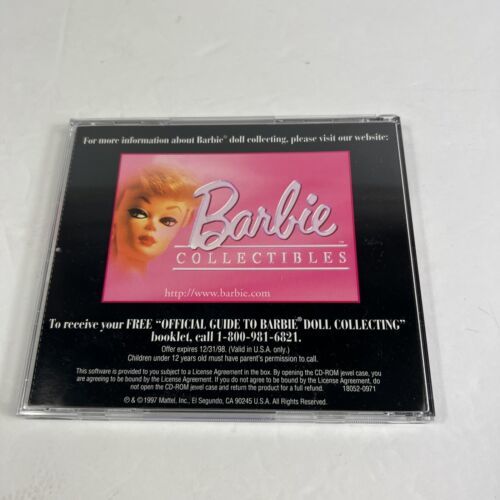 For more information about Barbie® doll collecting, please visit our website:
Barbie™
COLLECTIBLES
http://www.barbie.com
To receive your FREE "OFFICIAL GUIDE TO BARBIE® DOLL COLLECTING"
booklet, call 1-800-981-6821.
Offer expires 12/31/98. (Valid in U.S.A. only.)
Children under 12 years old must have parent's permission to call.
This software is provided to you subject to a License Agreement in the box. By opening the CD-ROM jewel case, you
are agreeing to be bound by the License Agreement. If you do not agree to be bound by the License Agreement, do
not open the CD-ROM jewel case and return the product for a full refund. 18052-0971
℗ & © 1997 Mattel, Inc., El Segundo, CA 90245 U.S.A. All Rights Reserved.